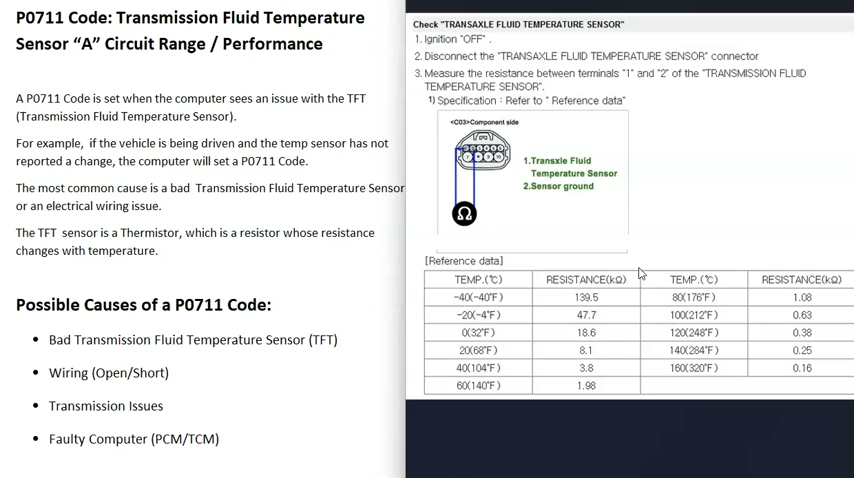 P0711 Code: Transmission Fluid Temperature
Sensor “A” Circuit Range / Performance
A P0711 Code is set when the computer sees an issue with the TFT
(Transmission Fluid Temperature Sensor).
For example,  if the vehicle is being driven and the temp sensor has not
reported a change, the computer will set a P0711 Code.
The most common cause is a bad  Transmission Fluid Temperature Sensor
or an electrical wiring issue.
The TFT  sensor is a Thermistor, which is a resistor whose resistance
changes with temperature.
Possible Causes of a P0711 Code:
• Bad Transmission Fluid Temperature Sensor (TFT)
• Wiring (Open/Short)
• Transmission Issues
• Faulty Computer (PCM/TCM)
Check "TRANSAXLE FLUID TEMPERATURE SENSOR"
1. Ignition "OFF" .
2. Disconnect the "TRANSAXLE FLUID TEMPERATURE SENSOR" connector
3. Measure the resistance between terminals "1" and "2" of the "TRANSMISSION FLUID
TEMPERATURE SENSOR".
1) Specification : Refer to " Reference data"
<C03>Component side
1.Transxle Fluid
Temperature Sensor
2.Sensor ground
Ω
[Reference data]
TEMP.(℃) RESISTANCE(kΩ) TEMP.(℃) RESISTANCE(kΩ)
-40(-40℉) 139.5 80(176℉) 1.08
-20(-4℉) 47.7 100(212℉) 0.63
0(32℉) 18.6 120(248℉) 0.38
20(68℉) 8.1 140(284℉) 0.25
40(104℉) 3.8 160(320℉) 0.16
60(140℉) 1.98